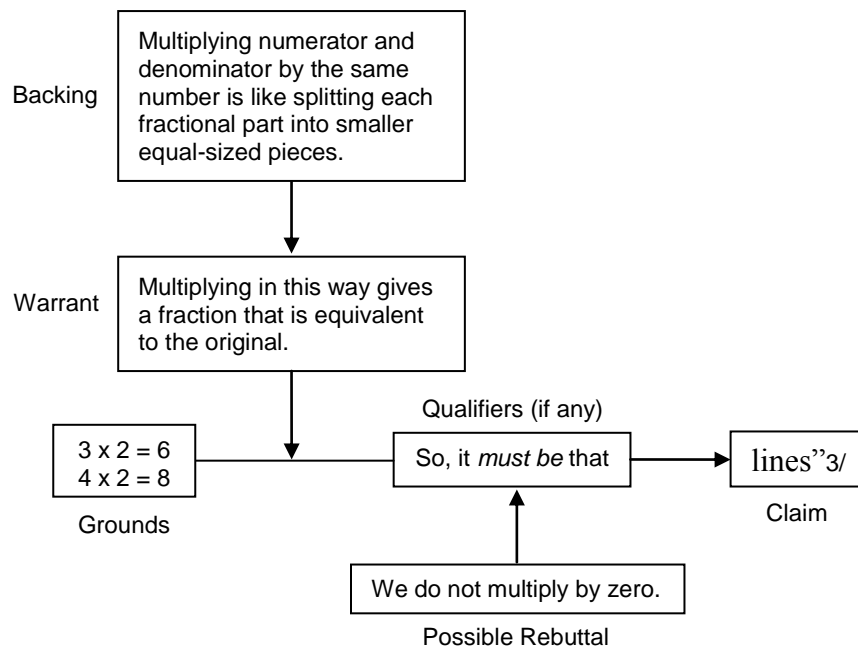 Multiplying numerator and
denominator by the same
number is like splitting each
fractional part into smaller
equal-sized pieces.
Backing
Multiplying in this way gives
a fraction that is equivalent
to the original.
Warrant
Qualifiers (if any)
3 x 2 = 6
4 x 2 = 8
So, it must be that
lines”3/
Grounds
Claim
We do not multiply by zero.
Possible Rebuttal